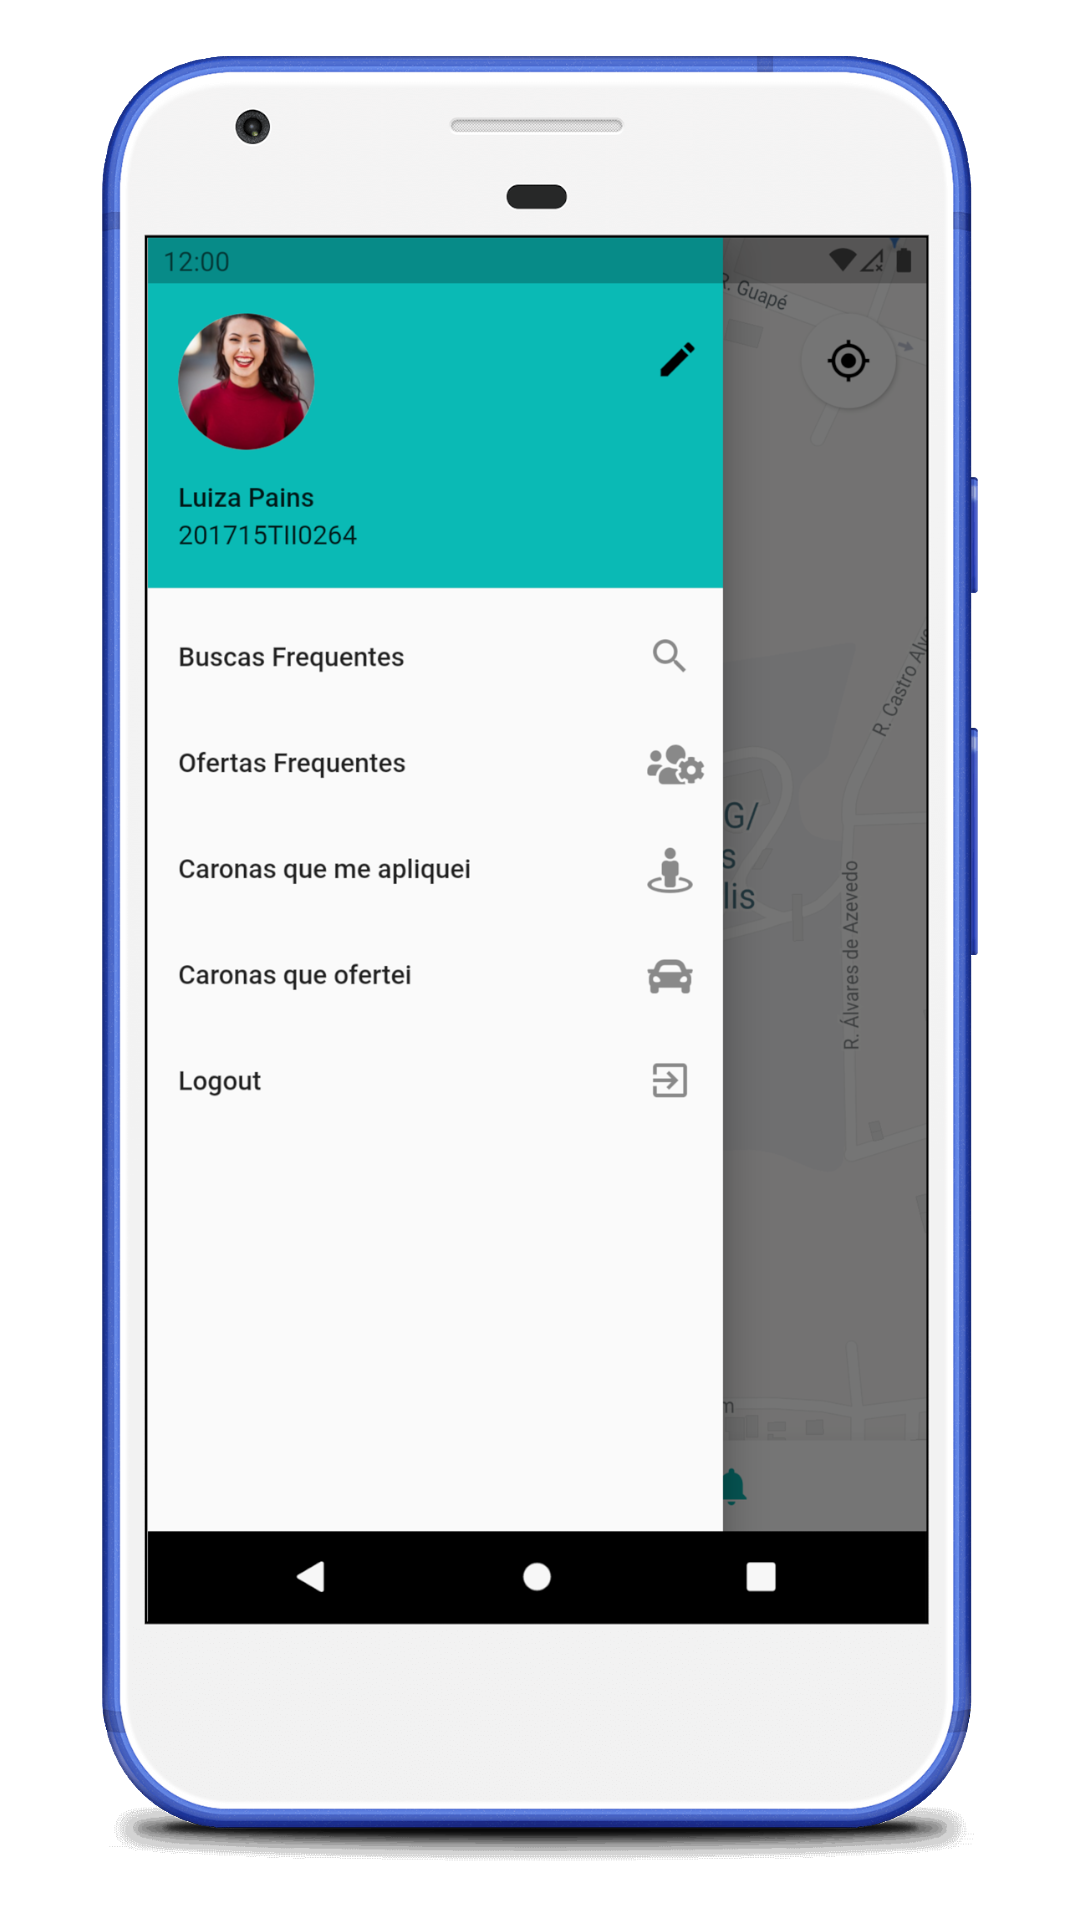 12:00
R. Guapé
Luiza Pains
201715TII0264
Buscas Frequentes
Ofertas Frequentes
Caronas que me apliquei
Caronas que ofertei
Logout
R. Castro Alve
G/
s
lis
R. Álvares de Azevedo
m